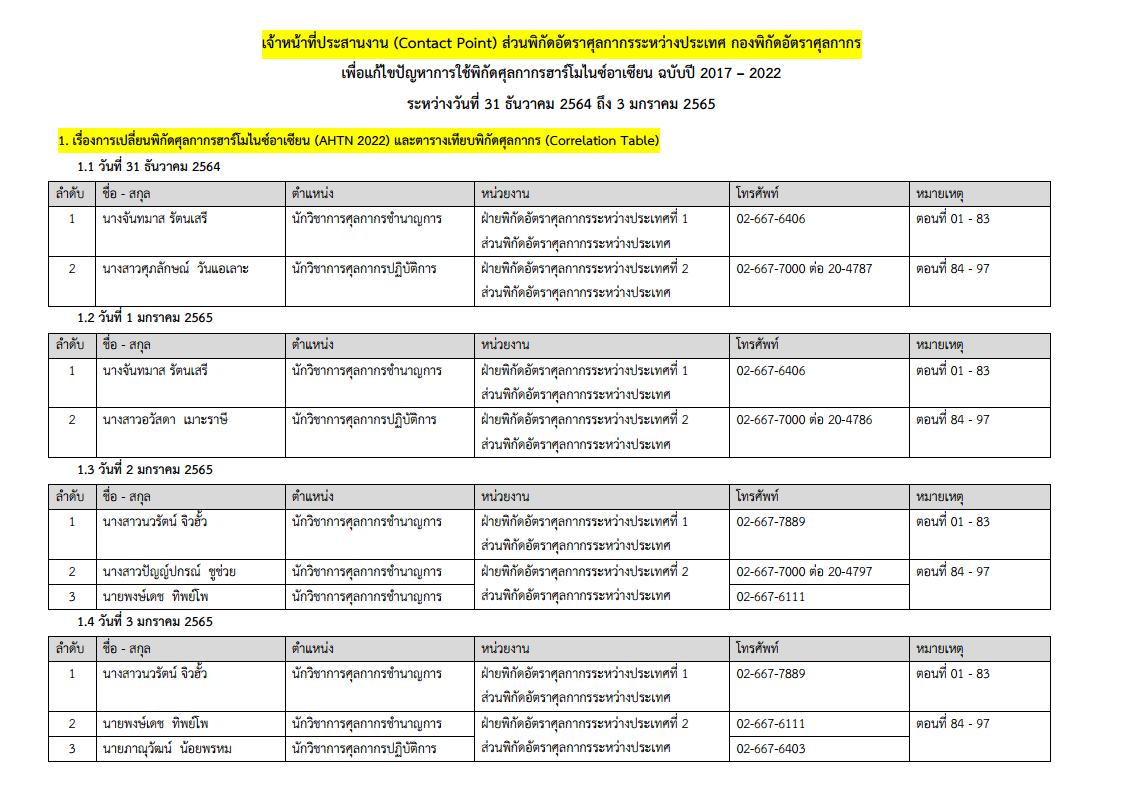 เจ้าหน้าที่ประสานงาน (Contact Point) ส่วนพิกัดอัตราศุลกากรระหว่างประเทศ กองพิกัดอัตราศุลกากร
เพื่อแก้ไขปัญหาการใช้พิกัดศุลกากรฮาร์โมไนซ์อาเซียน ฉบับปี 2017 – 2022
ระหว่างวันที่ 31 ธันวาคม 2564 ถึง 3 มกราคม 2565
1. เรื่องการเปลี่ยนพิกัดศุลกากรฮาร์โมไนซ์อาเซียน (AHTN 2022) และตารางเทียบพิกัดศุลกากร (Correlation Table)
1.1 วันที่ 31 ธันวาคม 2564
ลำดับ ชื่อ - สกุล ตำแหน่ง หน่วยงาน โทรศัพท์ หมายเหตุ
1 นางจันทมาส รัตนเสรี นักวิชาการศุลกากรชำนาญการ ฝ่ายพิกัดอัตราศุลกากรระหว่างประเทศที่ 1 02-667-6406 ตอนที่ 01 - 83
ส่วนพิกัดอัตราศุลกากรระหว่างประเทศ
2 นางสาวศุภลักษณ์ วันแอเลาะ นักวิชาการศุลกากรปฏิบัติการ ฝ่ายพิกัดอัตราศุลกากรระหว่างประเทศที่ 2 02-667-7000 ต่อ 20-4787 ตอนที่ 84 - 97
ส่วนพิกัดอัตราศุลกากรระหว่างประเทศ
1.2 วันที่ 1 มกราคม 2565
ลำดับ ชื่อ - สกุล ตำแหน่ง หน่วยงาน โทรศัพท์ หมายเหตุ
1 นางจันทมาส รัตนเสรี นักวิชาการศุลกากรชำนาญการ ฝ่ายพิกัดอัตราศุลกากรระหว่างประเทศที่ 1 02-667-6406 ตอนที่ 01 - 83
ส่วนพิกัดอัตราศุลกากรระหว่างประเทศ
2 นางสาวอวัสดา เมาะราษี นักวิชาการศุลกากรปฏิบัติการ ฝ่ายพิกัดอัตราศุลกากรระหว่างประเทศที่ 2 02-667-7000 ต่อ 20-4786 ตอนที่ 84 - 97
ส่วนพิกัดอัตราศุลกากรระหว่างประเทศ
1.3 วันที่ 2 มกราคม 2565
ลำดับ ชื่อ - สกุล ตำแหน่ง หน่วยงาน โทรศัพท์ หมายเหตุ
1 นางสาวนวรัตน์ จิวฮั้ว นักวิชาการศุลกากรชำนาญการ ฝ่ายพิกัดอัตราศุลกากรระหว่างประเทศที่ 1 02-667-7889 ตอนที่ 01 - 83
ส่วนพิกัดอัตราศุลกากรระหว่างประเทศ
2 นางสาวปัญญ์ปกรณ์ ชูช่วย นักวิชาการศุลกากรชำนาญการ ฝ่ายพิกัดอัตราศุลกากรระหว่างประเทศที่ 2 02-667-7000 ต่อ 20-4797 ตอนที่ 84 - 97
3 นายพงษ์เดช ทิพย์โพ นักวิชาการศุลกากรชำนาญการ ส่วนพิกัดอัตราศุลกากรระหว่างประเทศ 02-667-6111
1.4 วันที่ 3 มกราคม 2565
ลำดับ ชื่อ - สกุล ตำแหน่ง หน่วยงาน โทรศัพท์ หมายเหตุ
1 นางสาวนวรัตน์ จิวฮั้ว นักวิชาการศุลกากรชำนาญการ ฝ่ายพิกัดอัตราศุลกากรระหว่างประเทศที่ 1 02-667-7889 ตอนที่ 01 - 83
ส่วนพิกัดอัตราศุลกากรระหว่างประเทศ
2 นายพงษ์เดช ทิพย์โพ นักวิชาการศุลกากรชำนาญการ ฝ่ายพิกัดอัตราศุลกากรระหว่างประเทศที่ 2 02-667-6111 ตอนที่ 84 - 97
3 นายภาณุวัฒน์ น้อยพรหม นักวิชาการศุลกากรปฏิบัติการ ส่วนพิกัดอัตราศุลกากรระหว่างประเทศ 02-667-6403